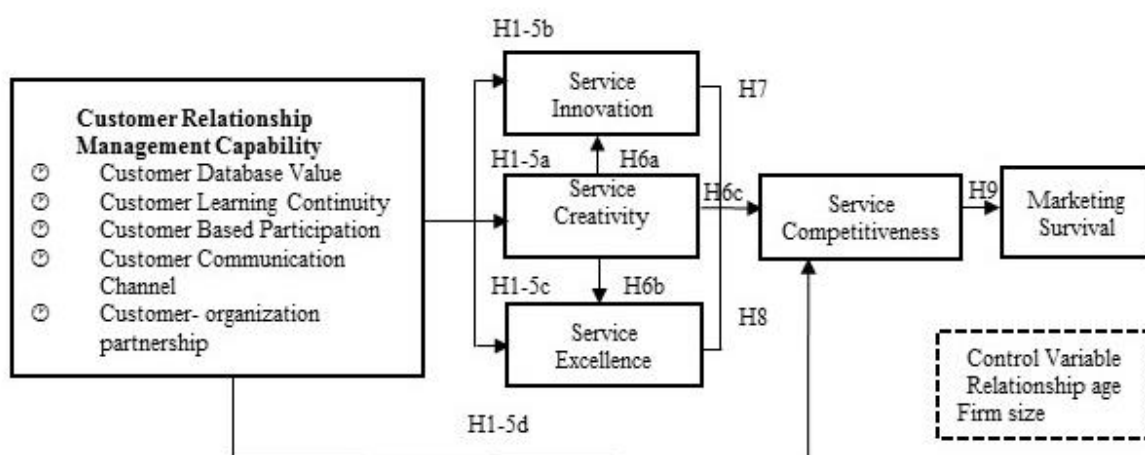 H1-5b
Service
Innovation
H7
Customer Relationship
Management Capability
Customer Database Value
Customer Learning Continuity
Customer Based Participation
Customer Communication
Channel
Customer- organization
partnership
H1-5a
H6a
Service
Creativity
H6c
Service
Competitiveness
H9
Marketing
Survival
H1-5c
H6b
Service
Excellence
H8
Control Variable
Relationship age
Firm size
H1-5d